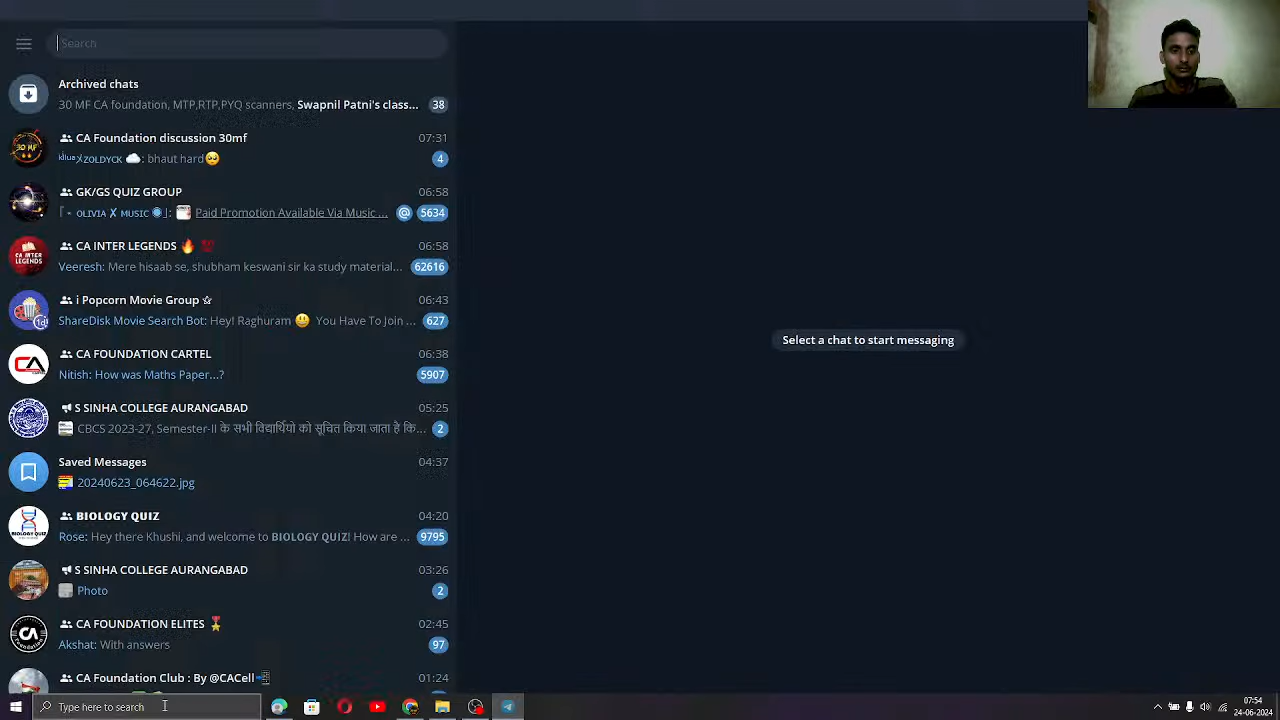 Search
Archived chats
30 MF CA foundation, MTP,RTP,PYQ scanners, Swapnil Patni's class...
38
CA Foundation discussion 30mf
07:31
bhaut hard🥺
4
GK/GS QUIZ GROUP
06:58
「 ◦ OLIVIA X MUSIC ]: Paid Promotion Available Via Music ...
@ 5634
CA INTER LEGENDS 🔥 💯
06:58
Veeresh: Mere hisaab se, shubham keswani sir ka study material...
62616
i Popcorn Movie Group ☆
06:43
ShareDisk Movie Search Bot: Hey! Raghuram 😃 You Have To Join ...
627
CA FOUNDATION CARTEL
06:38
Nitish: How was Maths Paper...?
5907
S SINHA COLLEGE AURANGABAD
05:25
CBCS 2023-27, Semester-II के सभी विद्यार्थियो को सूचित किया जाता हे कि...
2
Saved Messages
04:37
20240623_064622.jpg
BIOLOGY QUIZ
04:20
Rose: Hey there Khushi, and welcome to BIOLOGY QUIZ! How are ...
9795
S SINHA COLLEGE AURANGABAD
03:26
Photo
2
CA FOUNDATION ELITES 🎖
02:45
Akshat: With answers
97
CA Foundation Club : By @CACell📲
01:24
Select a chat to start messaging
Type here to search
07:54
24-06-2024